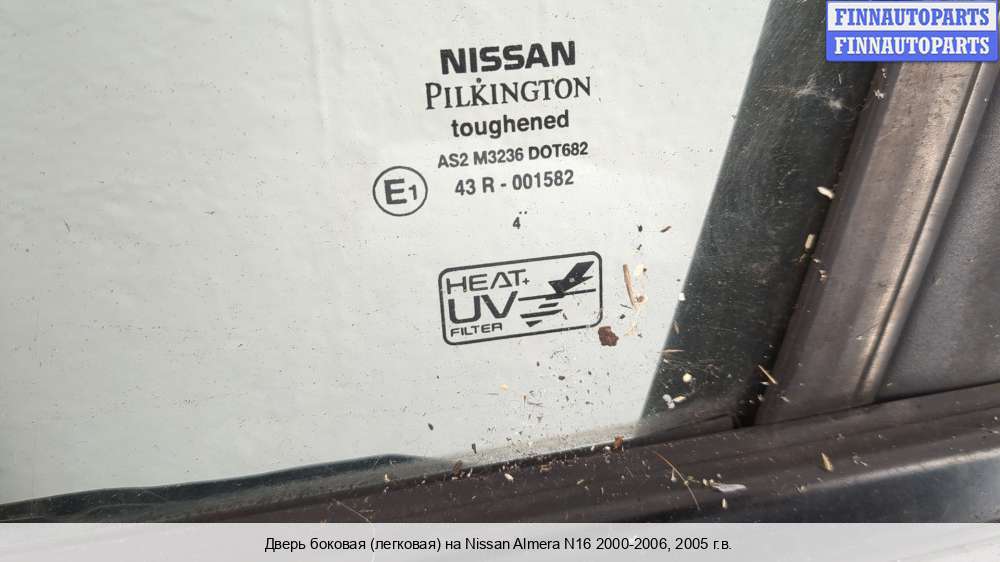 FINNAUTOPARTS
FINNAUTOPARTS
NISSAN
PILKINGTON
toughened
AS2 M3236 DOT682
E1
43 R - 001582
4
HEAT+
UV
FILTER
Дверь боковая (легковая) на Nissan Almera N16 2000-2006, 2005 г.в.